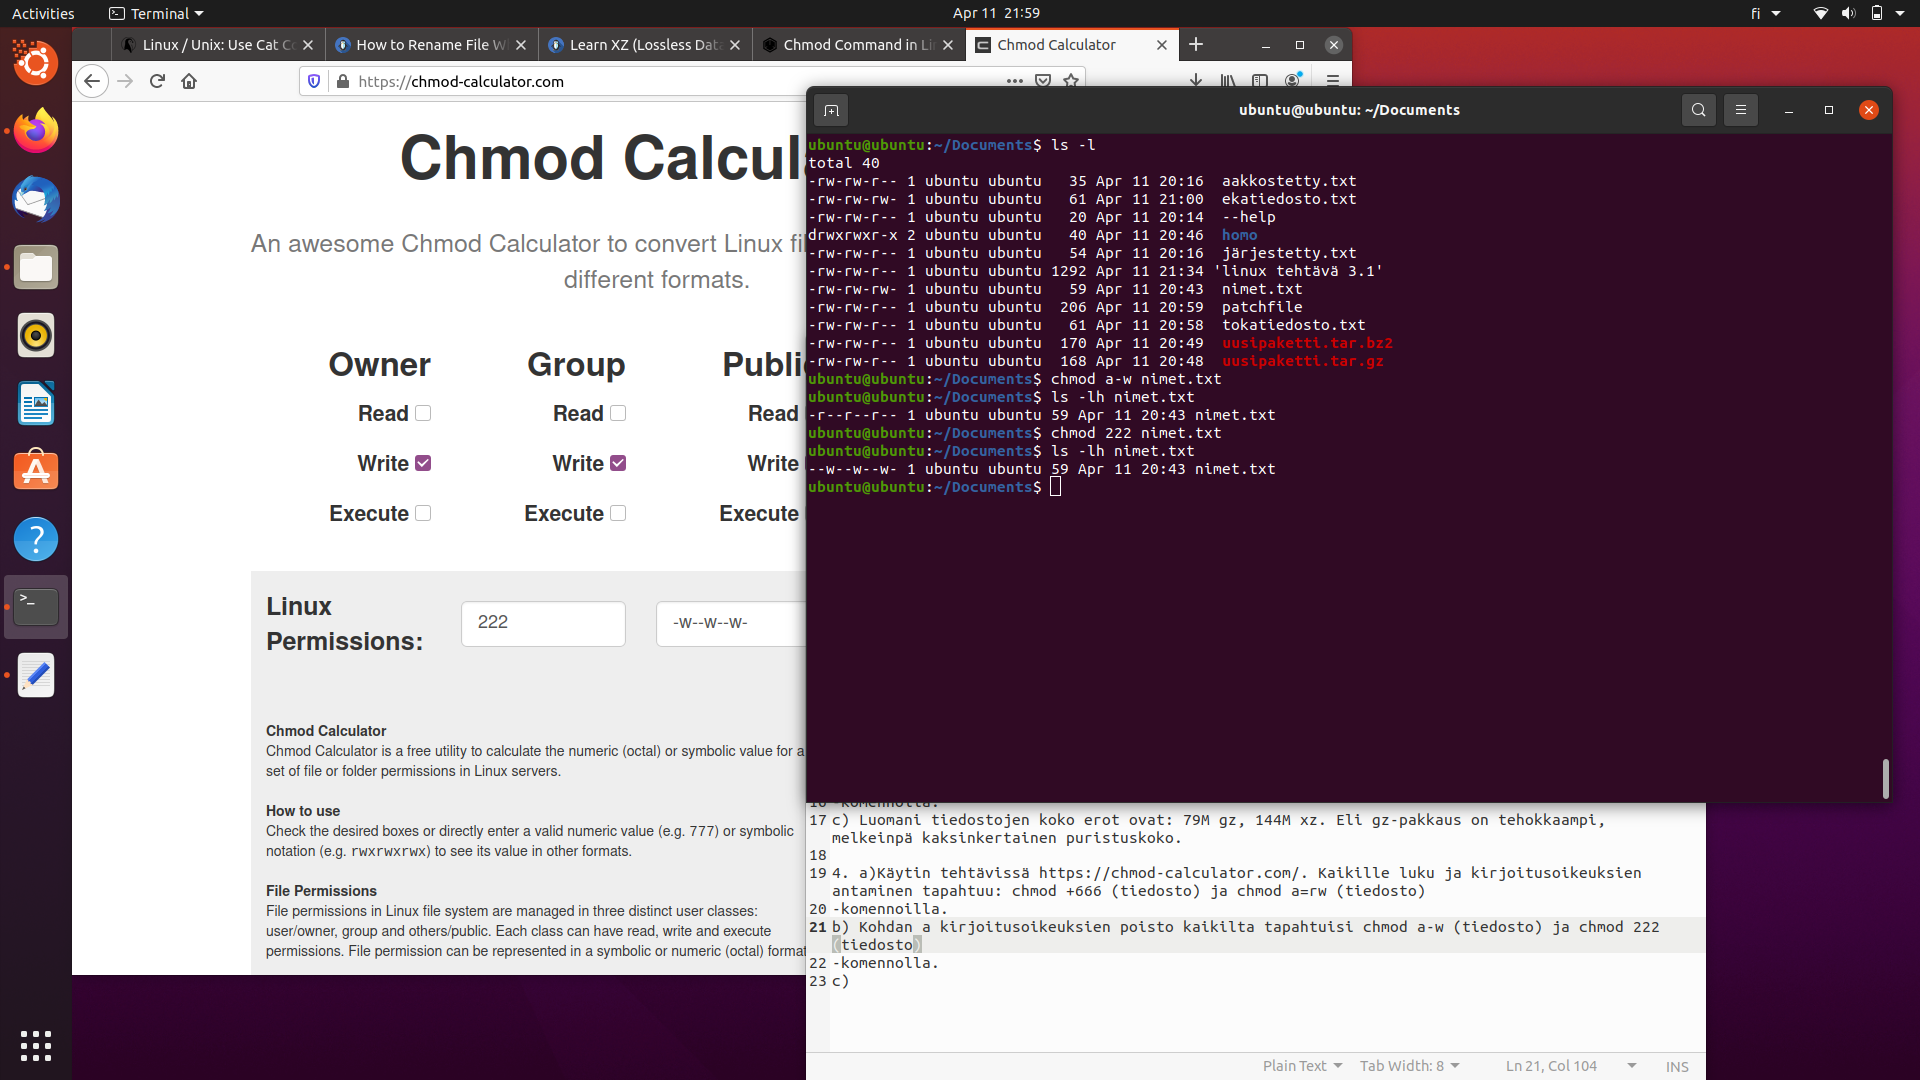 Activities
Terminal
Apr 11 21:59
fi
Linux / Unix: Use Cat Co
How to Rename File W
Learn XZ (Lossless Data
Chmod Command in Lin
Chmod Calculator
https://chmod-calculator.com
Chmod Calcul
An awesome Chmod Calculator to convert Linux fi
different formats.
Owner
Group
Publi
Read
Read
Read
Write
Write
Write
Execute
Execute
Execute
Linux
Permissions:
222
-w--w--w-
Chmod Calculator
Chmod Calculator is a free utility to calculate the numeric (octal) or symbolic value for a
set of file or folder permissions in Linux servers.
How to use
Check the desired boxes or directly enter a valid numeric value (e.g. 777) or symbolic
notation (e.g. rwxrwxrwx) to see its value in other formats.
File Permissions
File permissions in Linux file system are managed in three distinct user classes:
user/owner, group and others/public. Each class can have read, write and execute
permissions. File permission can be represented in a symbolic or numeric (octal) format
ubuntu@ubuntu: ~/Documents
ubuntu@ubuntu:~/Documents$ ls -l
total 40
-rw-rw-r-- 1 ubuntu ubuntu   35 Apr 11 20:16  aakkostetty.txt
-rw-rw-rw- 1 ubuntu ubuntu   61 Apr 11 21:00  ekatiedosto.txt
-rw-rw-r-- 1 ubuntu ubuntu   20 Apr 11 20:14  --help
drwxrwxr-x 2 ubuntu ubuntu   40 Apr 11 20:46  homo
-rw-rw-r-- 1 ubuntu ubuntu   54 Apr 11 20:16  järjestetty.txt
-rw-rw-r-- 1 ubuntu ubuntu 1292 Apr 11 21:34 'linux tehtävä 3.1'
-rw-rw-rw- 1 ubuntu ubuntu   59 Apr 11 20:43  nimet.txt
-rw-rw-r-- 1 ubuntu ubuntu  206 Apr 11 20:59  patchfile
-rw-rw-r-- 1 ubuntu ubuntu   61 Apr 11 20:58  tokatiedosto.txt
-rw-rw-r-- 1 ubuntu ubuntu  170 Apr 11 20:49  uusipaketti.tar.bz2
-rw-rw-r-- 1 ubuntu ubuntu  168 Apr 11 20:48  uusipaketti.tar.gz
ubuntu@ubuntu:~/Documents$ chmod a-w nimet.txt
ubuntu@ubuntu:~/Documents$ ls -lh nimet.txt
-r--r--r-- 1 ubuntu ubuntu 59 Apr 11 20:43 nimet.txt
ubuntu@ubuntu:~/Documents$ chmod 222 nimet.txt
ubuntu@ubuntu:~/Documents$ ls -lh nimet.txt
--w--w--w- 1 ubuntu ubuntu 59 Apr 11 20:43 nimet.txt
ubuntu@ubuntu:~/Documents$
16 -komennolla.
17 c) Luomani tiedostojen koko erot ovat: 79M gz, 144M xz. Eli gz-pakkaus on tehokkaampi,
melkeinpä kaksinkertainen puristuskoko.
18
19 4. a)Käytin tehtävissä https://chmod-calculator.com/. Kaikille luku ja kirjoitusoikeuksien
antaminen tapahtuu: chmod +666 (tiedosto) ja chmod a=rw (tiedosto)
20 -komennoilla.
21 b) Kohdan a kirjoitusoikeuksien poisto kaikilta tapahtuisi chmod a-w (tiedosto) ja chmod 222
(tiedosto)
22 -komennolla.
23 c)
Plain Text
Tab Width: 8
Ln 21, Col 104
INS